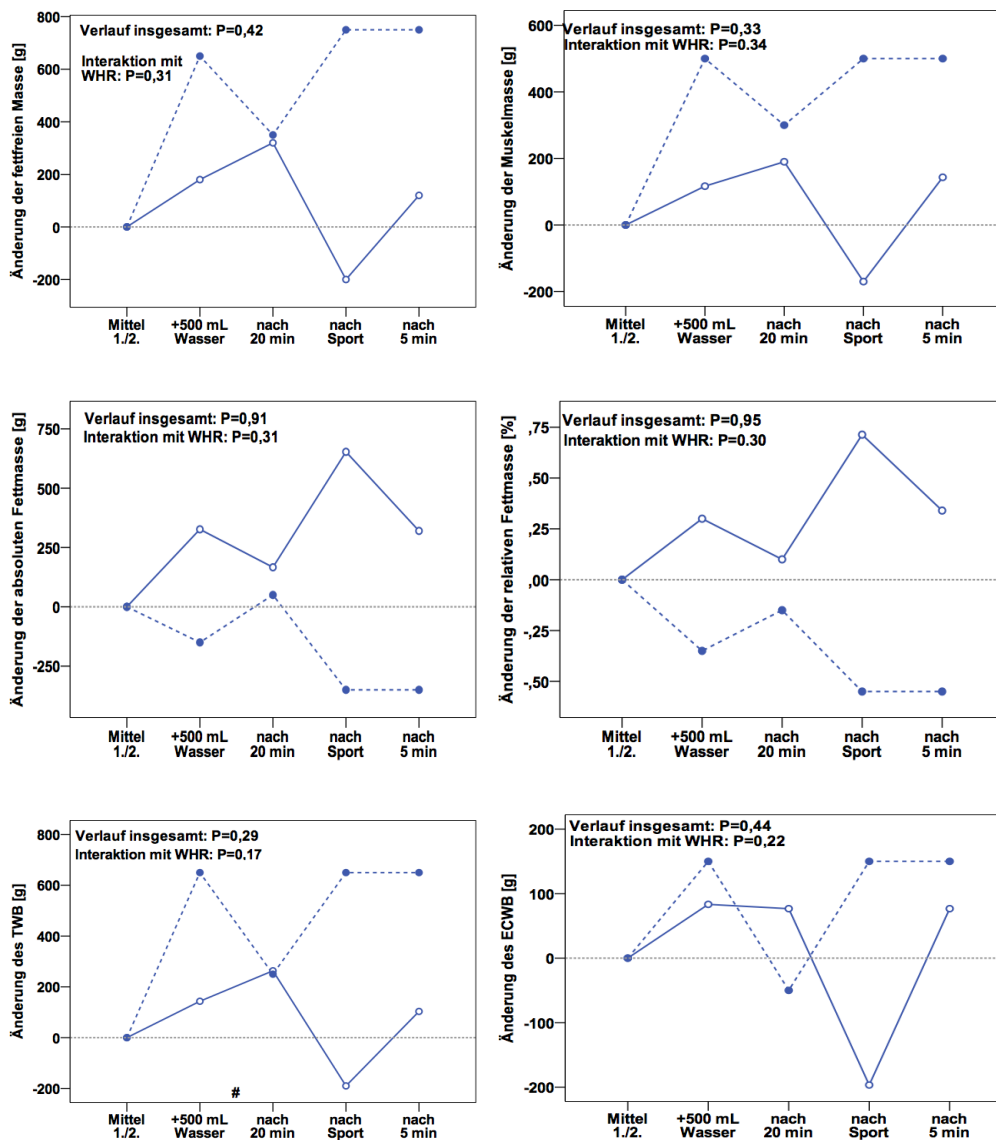 Änderung der fettfreien Masse [g]
800
600
400
200
0
-200
Verlauf insgesamt: P=0,42
Interaktion mit
WHR: P=0,31
Mittel
1./2.
+500 mL
Wasser
nach
20 min
nach
Sport
nach
5 min
Änderung der Muskelmasse [g]
600
400
200
0
-200
Verlauf insgesamt: P=0,33
Interaktion mit WHR: P=0.34
Mittel
1./2.
+500 mL
Wasser
nach
20 min
nach
Sport
nach
5 min
Änderung der absoluten Fettmasse [g]
750
500
250
0
-250
Verlauf insgesamt: P=0,91
Interaktion mit WHR: P=0,31
Mittel
1./2.
+500 mL
Wasser
nach
20 min
nach
Sport
nach
5 min
Änderung der relativen Fettmasse [%]
,75
,50
,25
,00
-,25
-,50
Verlauf insgesamt: P=0,95
Interaktion mit WHR: P=0.30
Mittel
1./2.
+500 mL
Wasser
nach
20 min
nach
Sport
nach
5 min
Änderung des TWB [g]
800
600
400
200
0
-200
Verlauf insgesamt: P=0,29
Interaktion mit WHR: P=0.17
#
Mittel
1./2.
+500 mL
Wasser
nach
20 min
nach
Sport
nach
5 min
Änderung des ECWB [g]
200
100
0
-100
-200
Verlauf insgesamt: P=0,44
Interaktion mit WHR: P=0,22
Mittel
1./2.
+500 mL
Wasser
nach
20 min
nach
Sport
nach
5 min